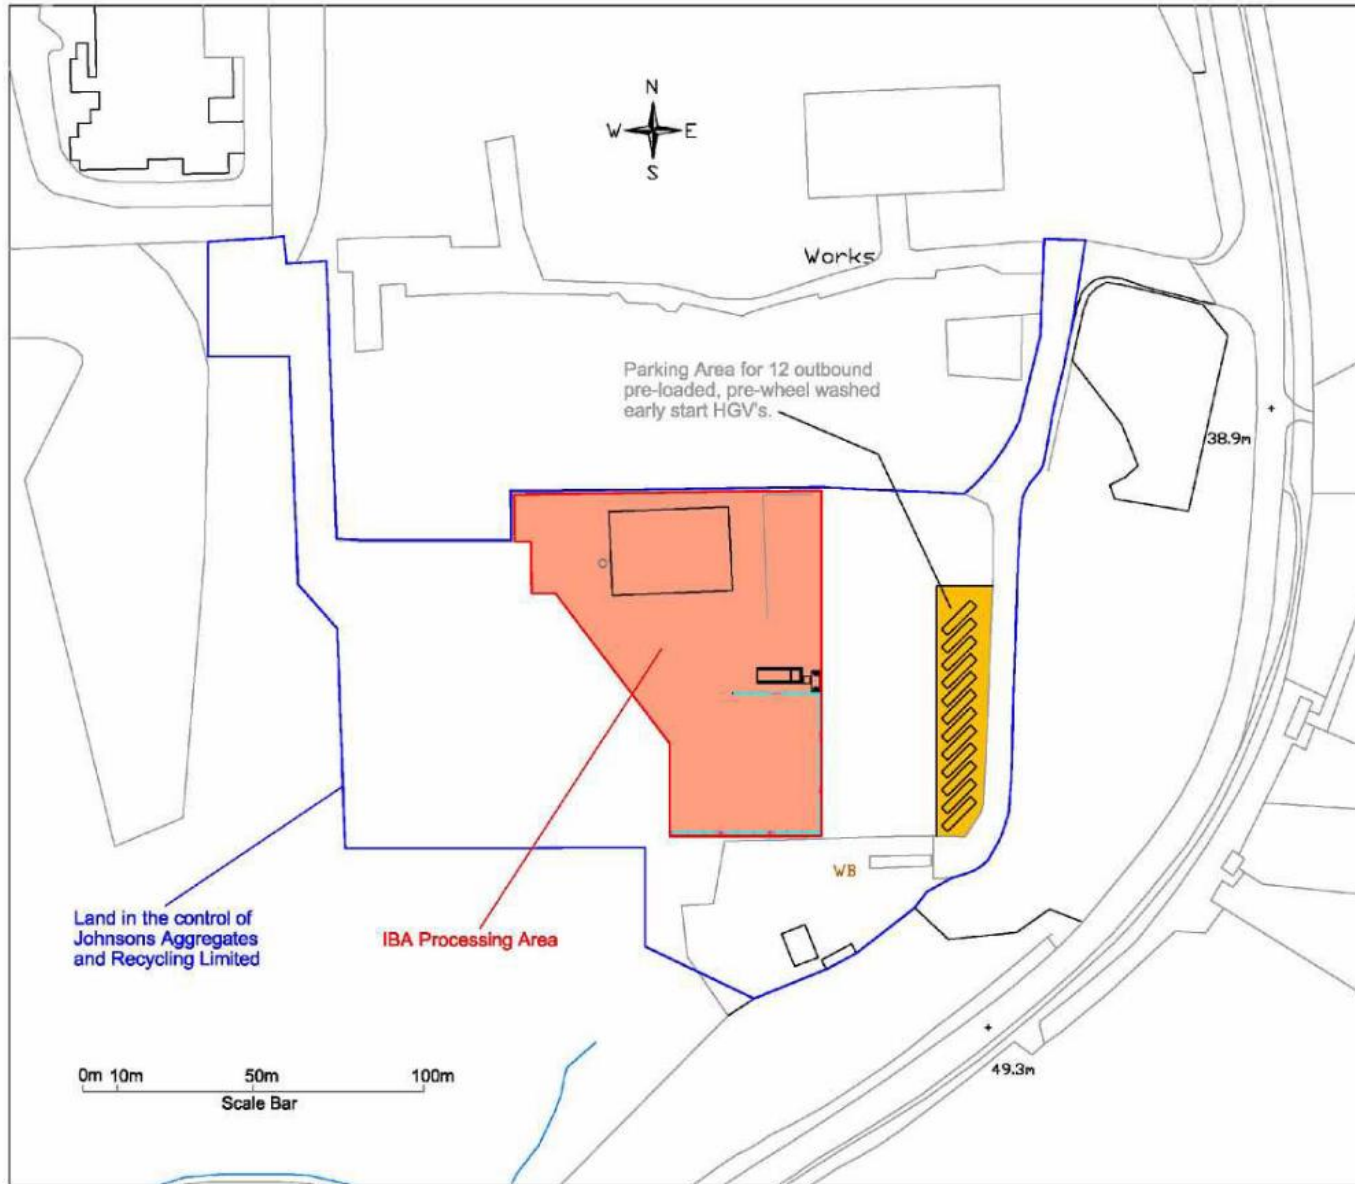 N
W E
S
Works
Parking Area for 12 outbound
pre-loaded, pre-wheel washed
early start HGV's.
38.9m
WB
Land in the control of
Johnsons Aggregates
and Recycling Limited
IBA Processing Area
49.3m
0m 10m 50m 100m
Scale Bar